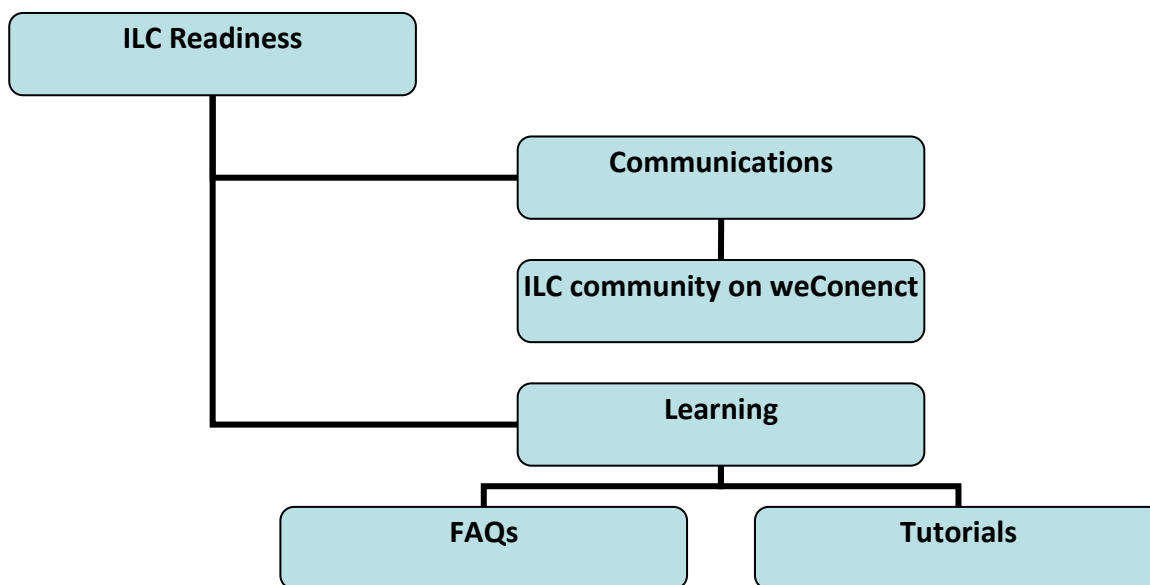 ILC Readiness
Communications
ILC community on weConenct
Learning
FAQs
Tutorials